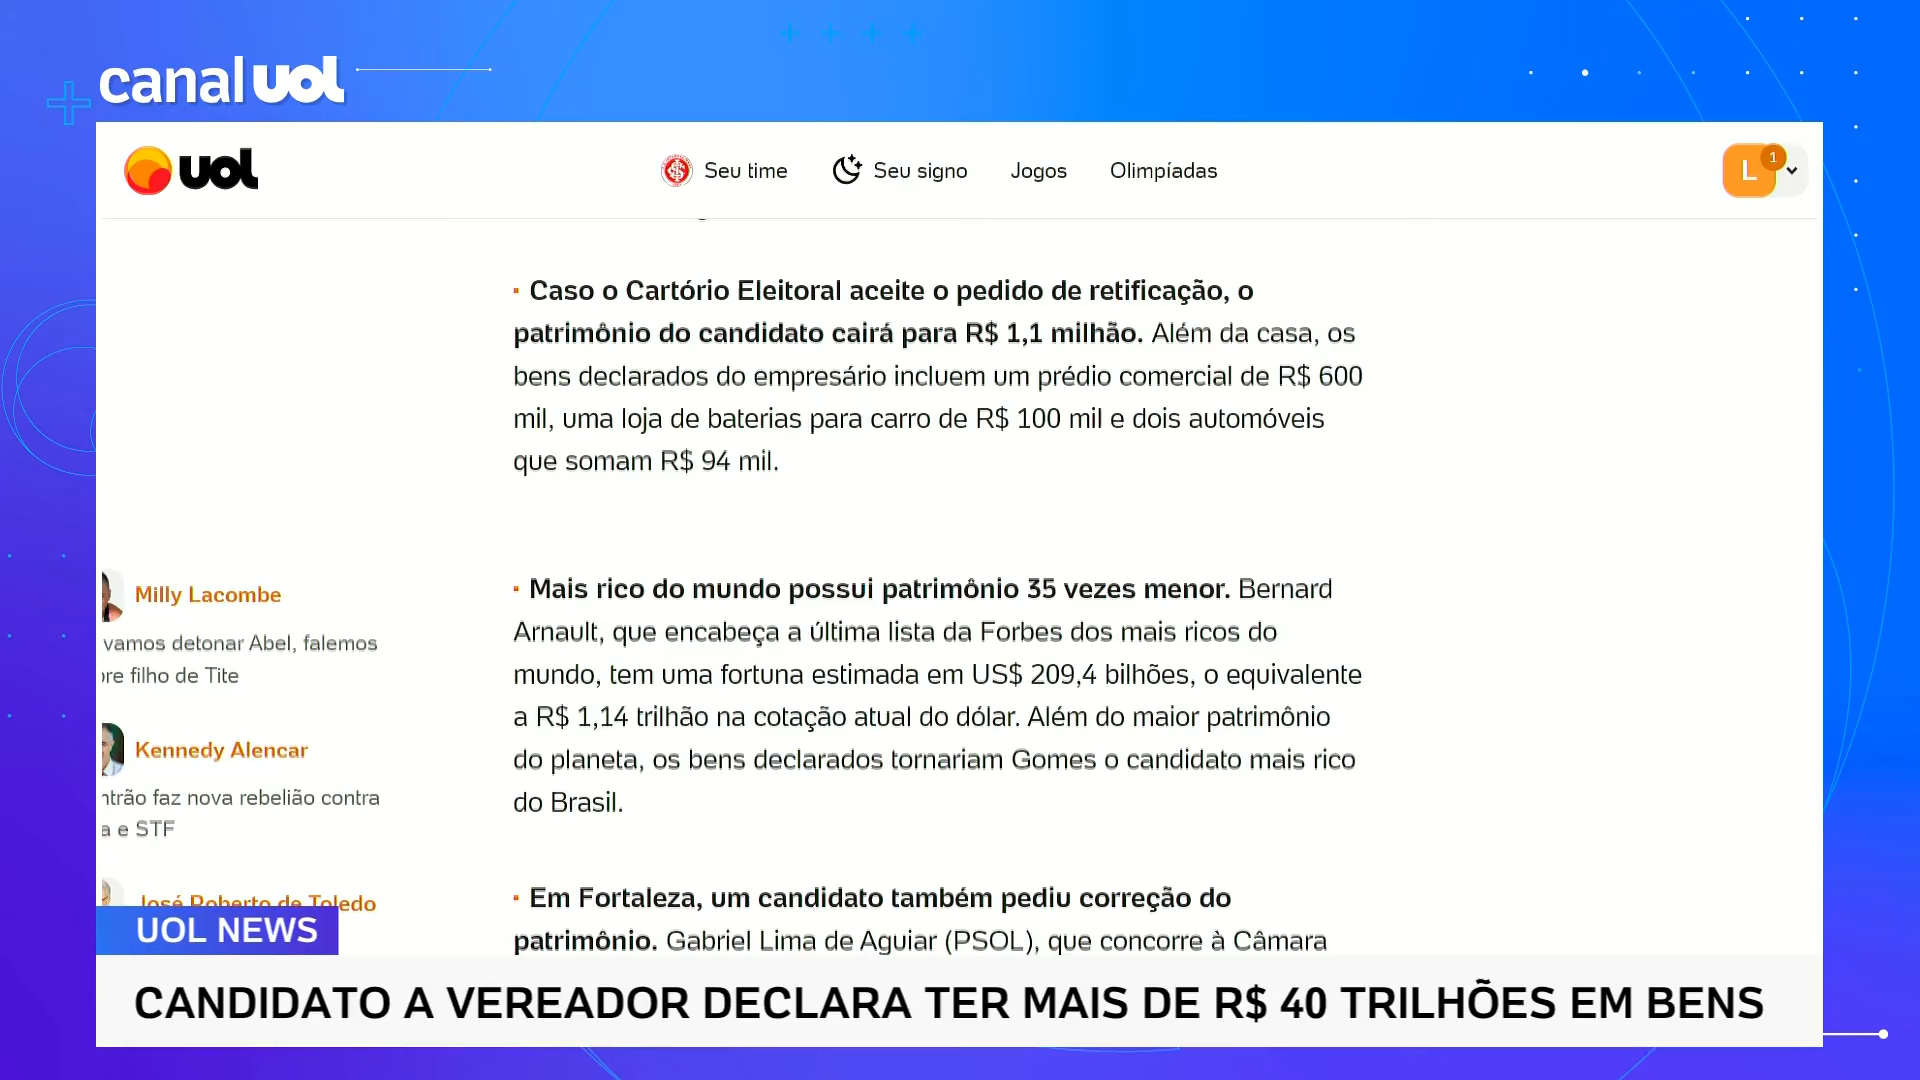 canal uol
uol
Seu time
Seu signo
Jogos
Olimpíadas
L
1
· Caso o Cartório Eleitoral aceite o pedido de retificação, o
patrimônio do candidato cairá para R$ 1,1 milhão. Além da casa, os
bens declarados do empresário incluem um prédio comercial de R$ 600
mil, uma loja de baterias para carro de R$ 100 mil e dois automóveis
que somam R$ 94 mil.
Milly Lacombe
vamos detonar Abel, falemos
filho de Tite
Kennedy Alencar
faz nova rebelião contra
e STF
José Roberto de Toledo
· Mais rico do mundo possui patrimônio 35 vezes menor. Bernard
Arnault, que encabeça a última lista da Forbes dos mais ricos do
mundo, tem uma fortuna estimada em US$ 209,4 bilhões, o equivalente
a R$ 1,14 trilhão na cotação atual do dólar. Além do maior patrimônio
do planeta, os bens declarados tornariam Gomes o candidato mais rico
do Brasil.
· Em Fortaleza, um candidato também pediu correção do
patrimônio. Gabriel Lima de Aguiar (PSOL), que concorre à Câmara
UOL NEWS
CANDIDATO A VEREADOR DECLARA TER MAIS DE R$ 40 TRILHÕES EM BENS